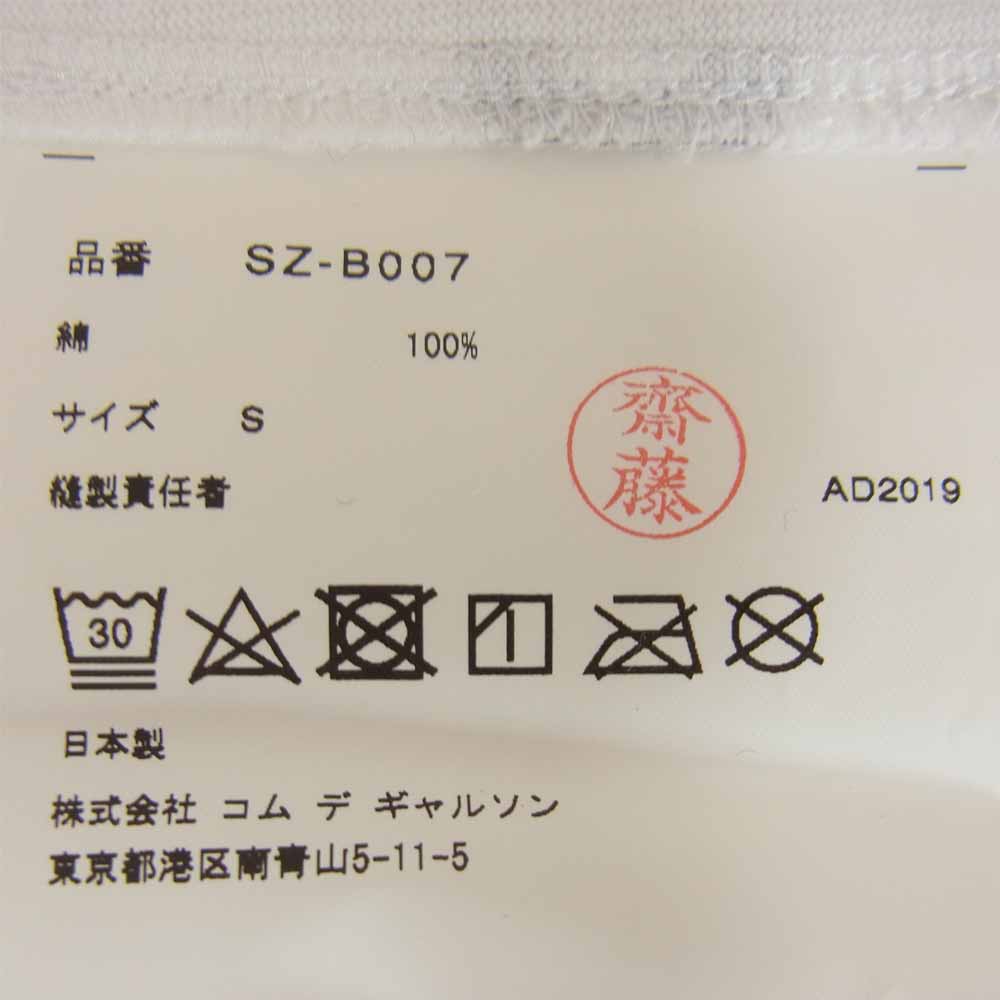 品番 SZ-B007
綿 100%
サイズ S
縫製責任者 齋藤 AD2019
30
日本製
株式会社 コム デ ギャルソン
東京都港区南青山5-11-5